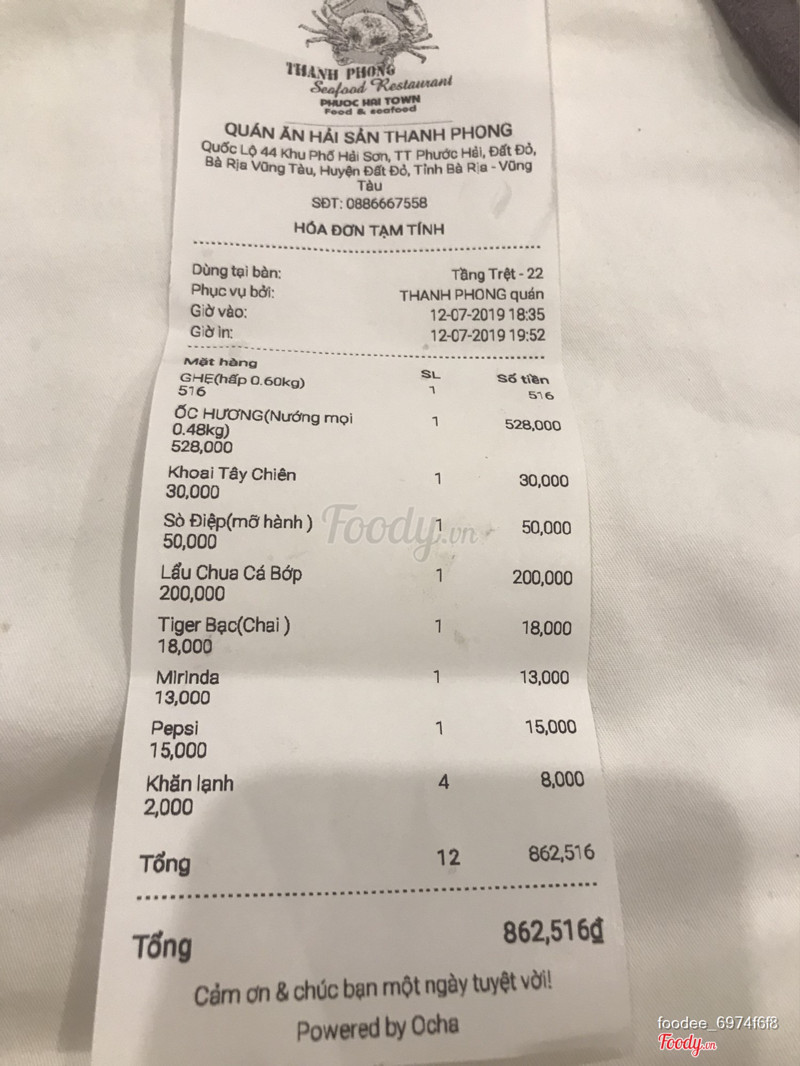 THANH PHONG
Seafood Restaurant
PHUOC HAI TOWN
Food & seafood
QUÁN ĂN HẢI SẢN THANH PHONG
Quốc Lộ 44 Khu Phố Hải Sơn, TT Phước Hải, Đất Đỏ,
Bà Rịa Vũng Tàu, Huyện Đất Đỏ, Tỉnh Bà Rịa - Vũng
Tàu
SĐT: 0886667558
HÓA ĐƠN TẠM TÍNH
Dùng tại bàn: Tầng Trệt - 22
Phục vụ bởi: THANH PHONG quán
Giờ vào: 12-07-2019 18:35
Giờ in: 12-07-2019 19:52
Mặt hàng SL Số tiền
GHẸ(hấp 0.60kg) 1 516
516
ỐC HƯƠNG(Nướng mọi
0.48kg) 1 528,000
528,000
Khoai Tây Chiên 1 30,000
30,000
Sò Điệp(mỡ hành ) 1 50,000
50,000
Lẩu Chua Cá Bớp 1 200,000
200,000
Tiger Bạc(Chai ) 1 18,000
18,000
Mirinda 1 13,000
13,000
Pepsi 1 15,000
15,000
Khăn lạnh 4 8,000
2,000
Tổng 12 862,516
Tổng 862,516₫
Cảm ơn & chúc bạn một ngày tuyệt vời!
Powered by Ocha
Foody.vn
foodee_6974f6f8
Foody.vn